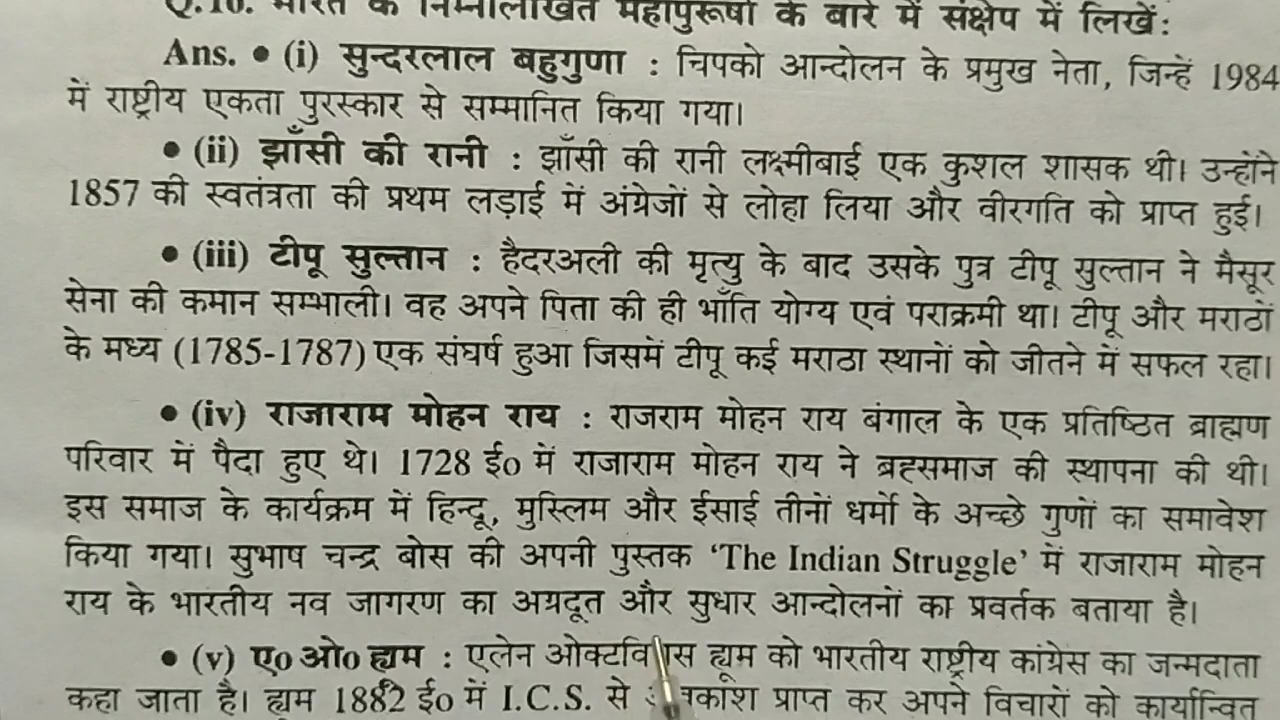 Q.10. भारत के निम्नलिखित महापुरूषों के बारे में संक्षेप में लिखें:
Ans. • (i) सुन्दरलाल बहुगुणा : चिपको आन्दोलन के प्रमुख नेता, जिन्हें 1984
में राष्ट्रीय एकता पुरस्कार से सम्मानित किया गया।
• (ii) झाँसी की रानी : झाँसी की रानी लक्ष्मीबाई एक कुशल शासक थी। उन्होंने
1857 की स्वतंत्रता की प्रथम लड़ाई में अंग्रेजों से लोहा लिया और वीरगति को प्राप्त हुई।
• (iii) टीपू सुल्तान : हैदरअली की मृत्यु के बाद उसके पुत्र टीपू सुल्तान ने मैसूर
सेना की कमान सम्भाली। वह अपने पिता की ही भाँति योग्य एवं पराक्रमी था। टीपू और मराठों
के मध्य (1785-1787) एक संघर्ष हुआ जिसमें टीपू कई मराठा स्थानों को जीतने में सफल रहा।
• (iv) राजाराम मोहन राय : राजराम मोहन राय बंगाल के एक प्रतिष्ठित ब्राह्मण
परिवार में पैदा हुए थे। 1728 ई० में राजाराम मोहन राय ने ब्रह्समाज की स्थापना की थी।
इस समाज के कार्यक्रम में हिन्दू, मुस्लिम और ईसाई तीनों धर्मो के अच्छे गुणों का समावेश
किया गया। सुभाष चन्द्र बोस की अपनी पुस्तक ‘The Indian Struggle’ में राजाराम मोहन
राय के भारतीय नव जागरण का अग्रदूत और सुधार आन्दोलनों का प्रवर्तक बताया है।
• (v) ए० ओ० ह्यम : एलेन ह्यूम को भारतीय राष्ट्रीय कांग्रेस का जन्मदाता
कहा जाता है। ह्यम 1882 ई० में I.C.S. से प्राप्त कर अपने विचारों को कार्यान्वित